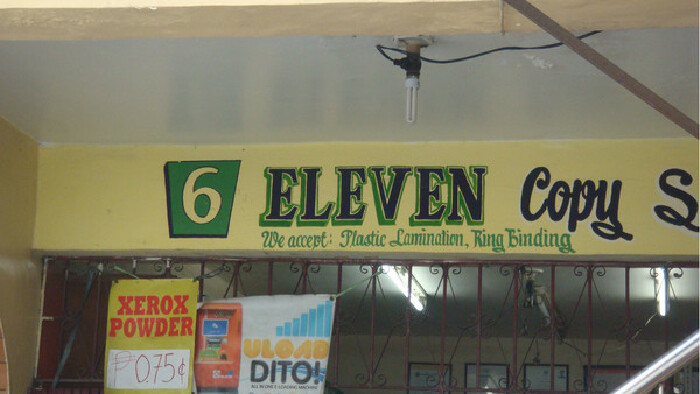 6 ELEVEN Copy S
We accept: Plastic Lamination, Ring Binding
XEROX
POWDER
₱0.75¢
ULOAD
DITO!